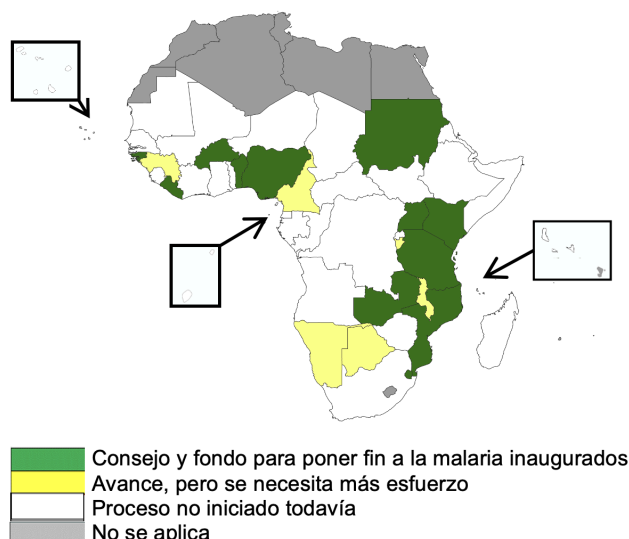 Consejo y fondo para poner fin a la malaria inaugurados
Avance, pero se necesita más esfuerzo
Proceso no iniciado todavía
No se aplica